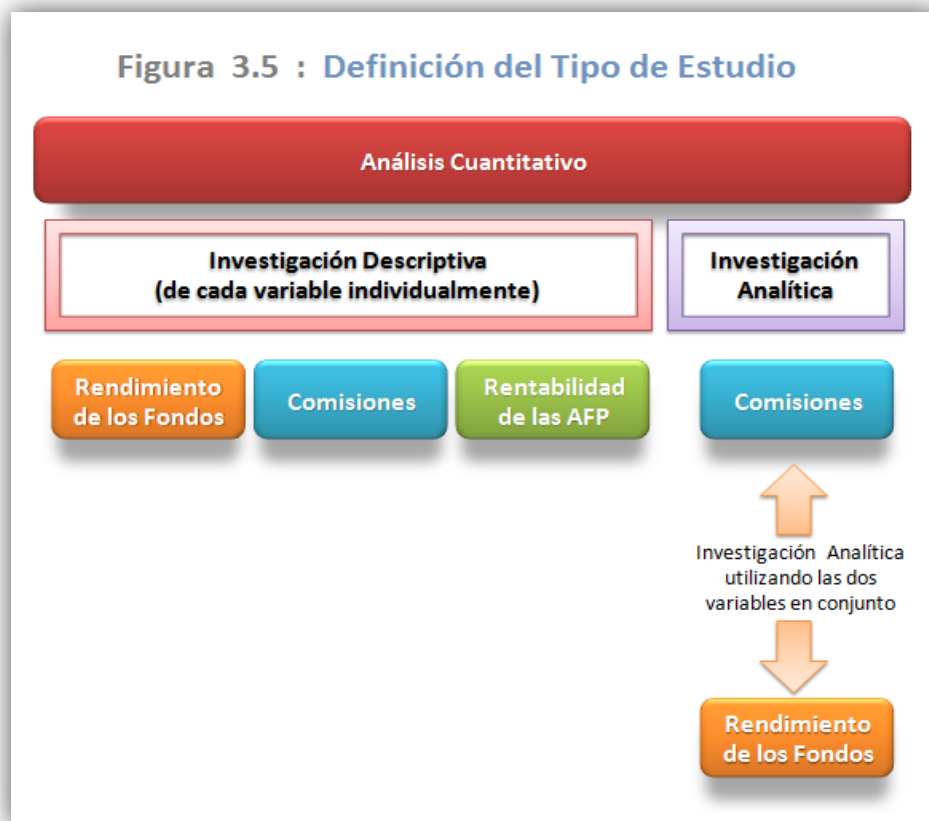 Figura 3.5 : Definición del Tipo de Estudio
Análisis Cuantitativo
Investigación Descriptiva
(de cada variable individualmente)
Investigación
Analítica
Rendimiento
de los Fondos
Comisiones
Rentabilidad
de las AFP
Comisiones
Investigación Analítica
utilizando las dos
variables en conjunto
Rendimiento
de los Fondos